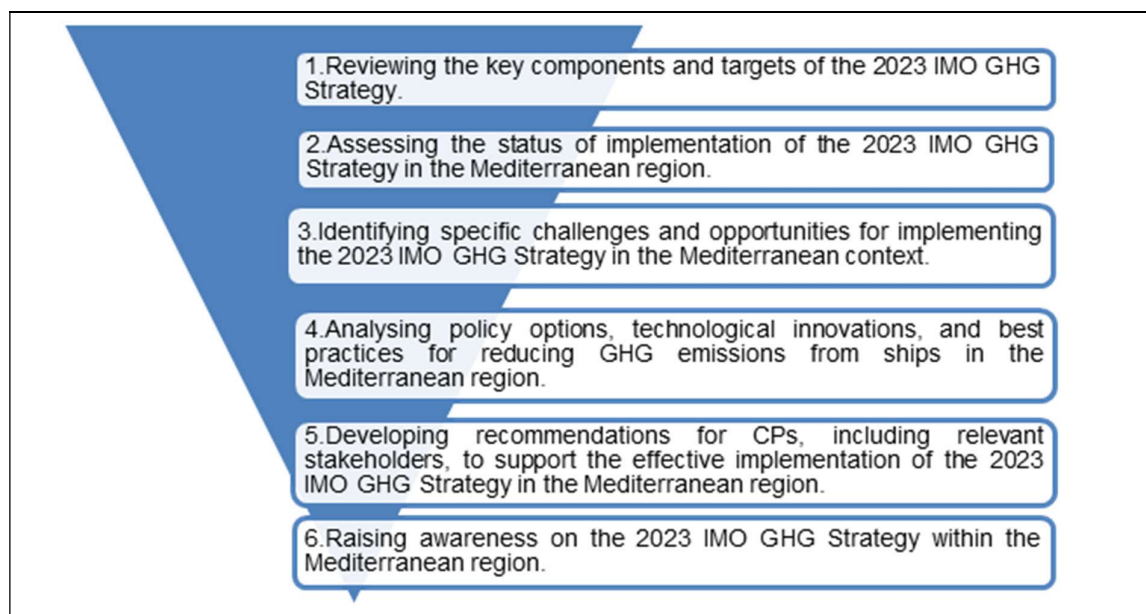 1.Reviewing the key components and targets of the 2023 IMO GHG
Strategy.
2.Assessing the status of implementation of the 2023 IMO GHG
Strategy in the Mediterranean region.
3.Identifying specific challenges and opportunities for implementing
the 2023 IMO GHG Strategy in the Mediterranean context.
4.Analysing policy options, technological innovations, and best
practices for reducing GHG emissions from ships in the
Mediterranean region.
5.Developing recommendations for CPs, including relevant
stakeholders, to support the effective implementation of the 2023
IMO GHG Strategy in the Mediterranean region.
6.Raising awareness on the 2023 IMO GHG Strategy within the
Mediterranean region.